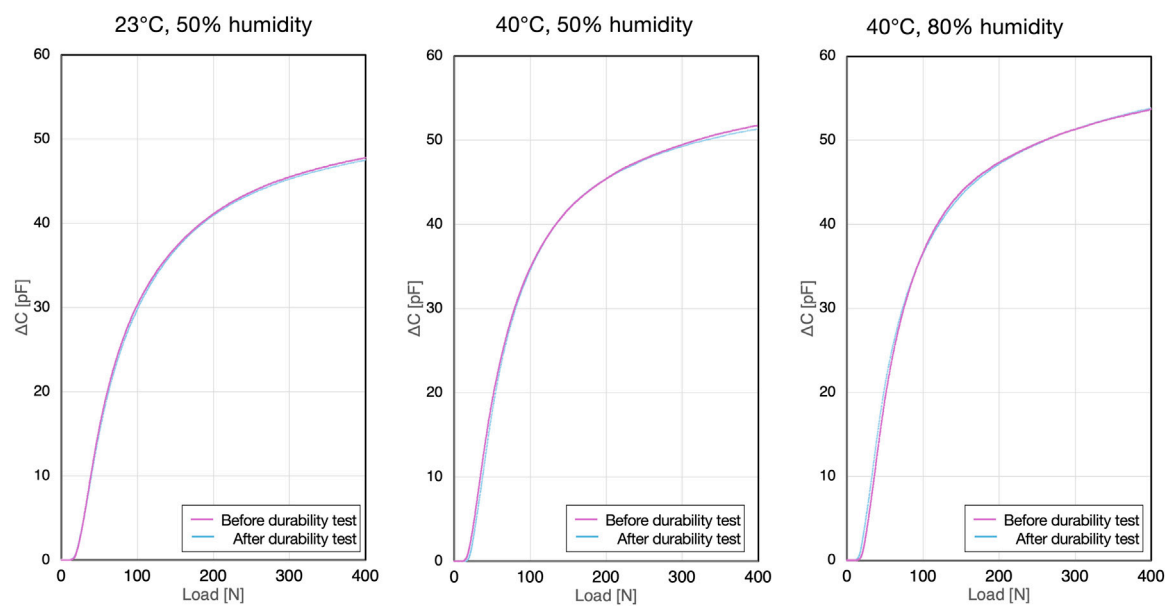 23°C, 50% humidity
60
50
40
30
20
10
0
ΔC [pF]
0 100 200 300 400
Load [N]
Before durability test
After durability test
40°C, 50% humidity
60
50
40
30
20
10
0
ΔC [pF]
0 100 200 300 400
Load [N]
Before durability test
After durability test
40°C, 80% humidity
60
50
40
30
20
10
0
ΔC [pF]
0 100 200 300 400
Load [N]
Before durability test
After durability test